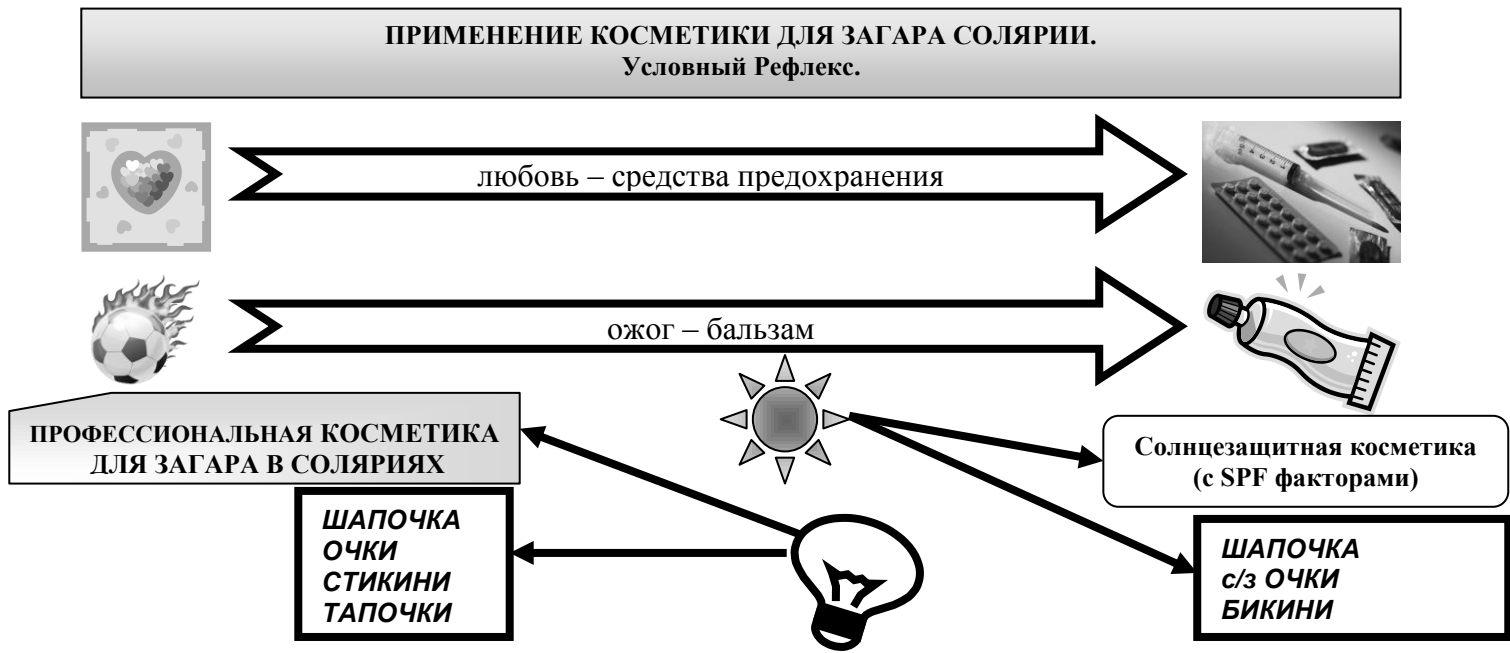 ПРИМЕНЕНИЕ КОСМЕТИКИ ДЛЯ ЗАГАРА СОЛЯРИИ.
Условный Рефлекс.
любовь – средства предохранения
ожог – бальзам
ПРОФЕССИОНАЛЬНАЯ КОСМЕТИКА
ДЛЯ ЗАГАРА В СОЛЯРИЯХ
Солнцезащитная косметика
(с SPF факторами)
ШАПОЧКА
ОЧКИ
СТИКИНИ
ТАПОЧКИ
ШАПОЧКА
с/з ОЧКИ
БИКИНИ